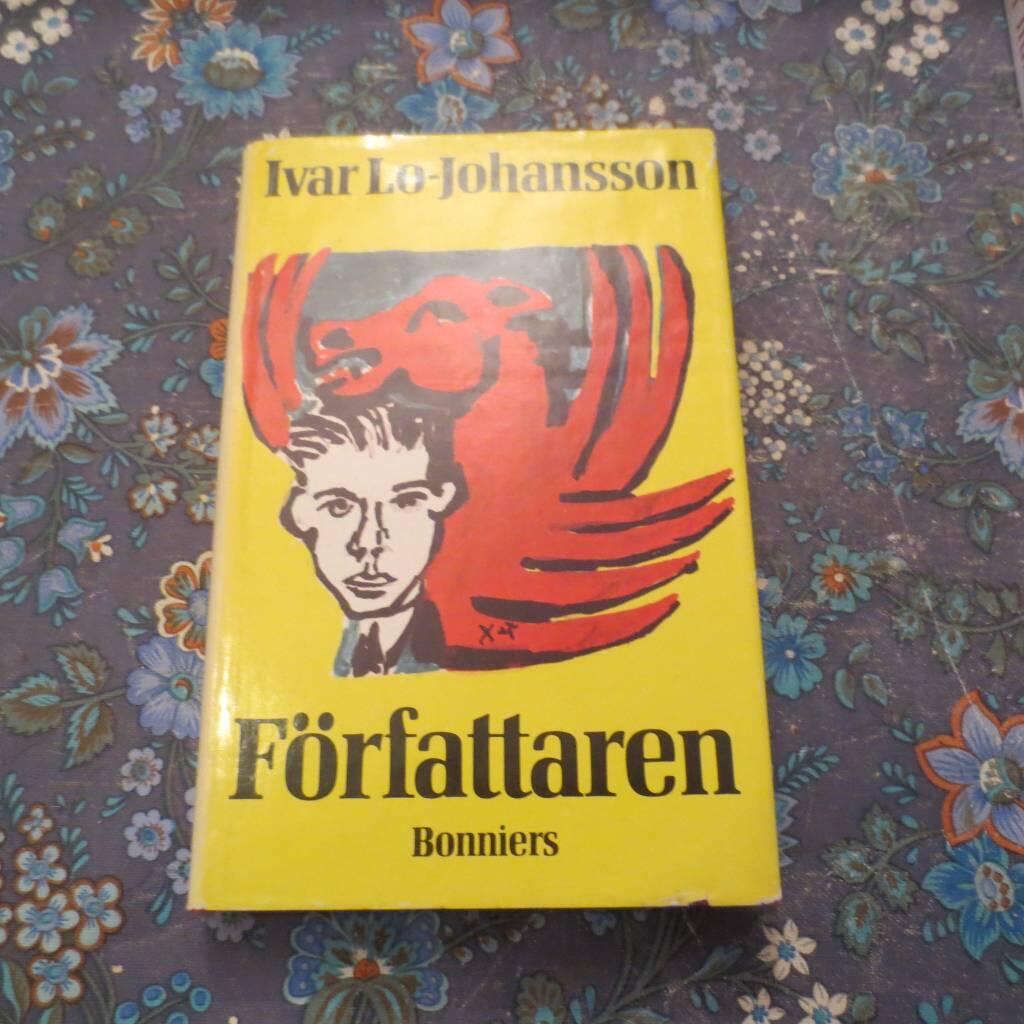 Ivar Lo-Johansson
Författaren
Bonniers